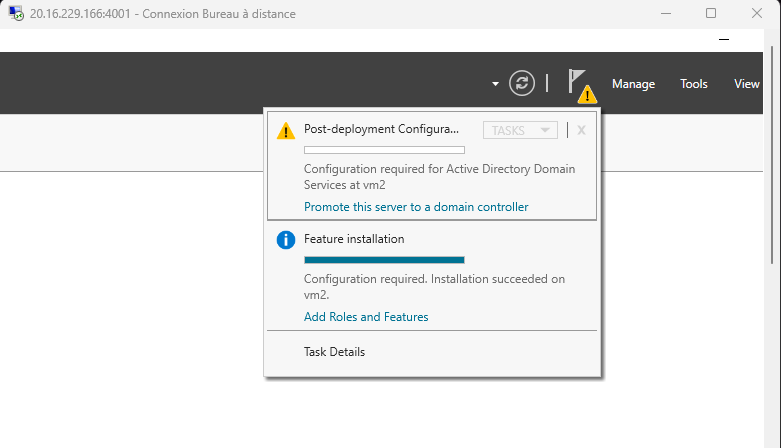 20.16.229.166:4001 - Connexion Bureau à distance
Manage Tools View
Post-deployment Configura... TASKS X
Configuration required for Active Directory Domain
Services at vm2
Promote this server to a domain controller
Feature installation
Configuration required. Installation succeeded on
vm2.
Add Roles and Features
Task Details